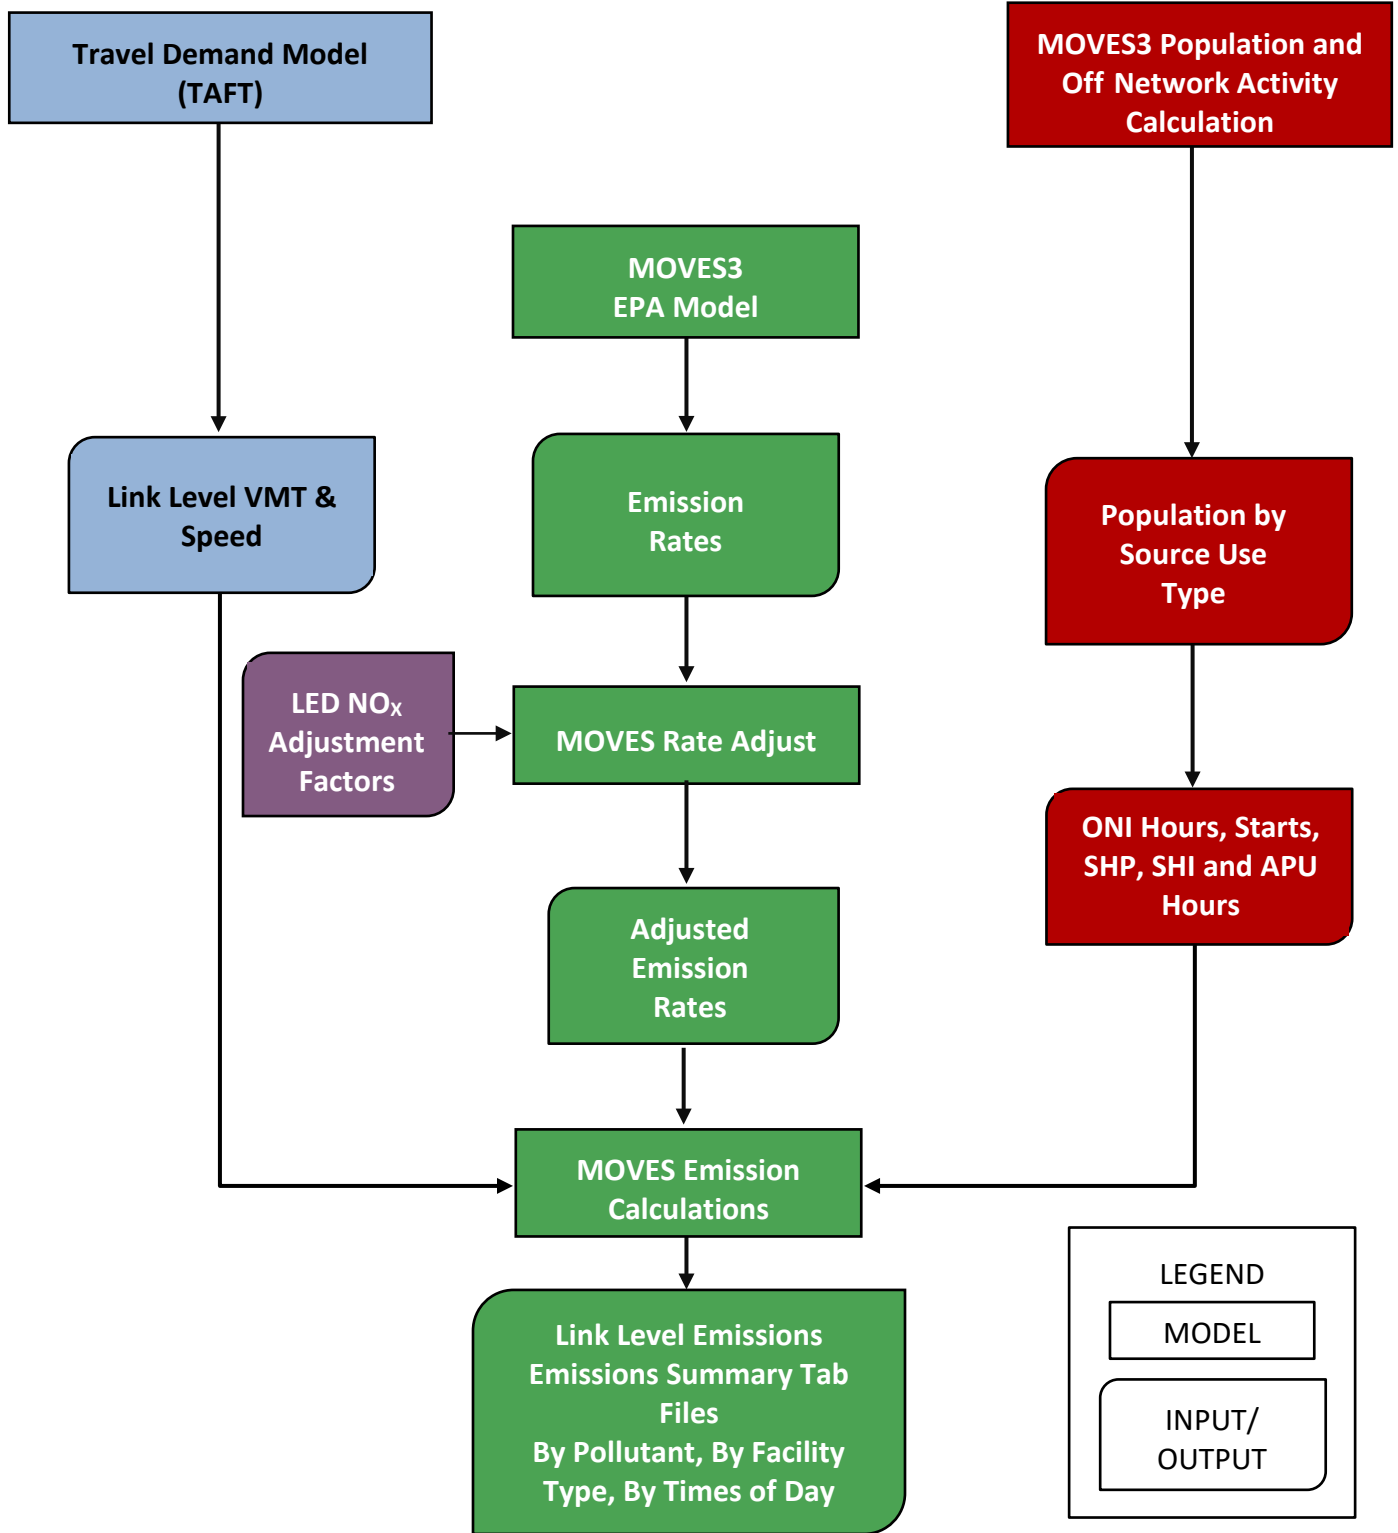 Travel Demand Model
(TAFT)
MOVES3 Population and
Off Network Activity
Calculation
MOVES3
EPA Model
Link Level VMT &
Speed
Emission
Rates
Population by
Source Use
Type
LED NOX
Adjustment
Factors
MOVES Rate Adjust
ONI Hours, Starts,
SHP, SHI and APU
Hours
Adjusted
Emission
Rates
MOVES Emission
Calculations
Link Level Emissions
Emissions Summary Tab
Files
By Pollutant, By Facility
Type, By Times of Day
LEGEND
MODEL
INPUT/
OUTPUT